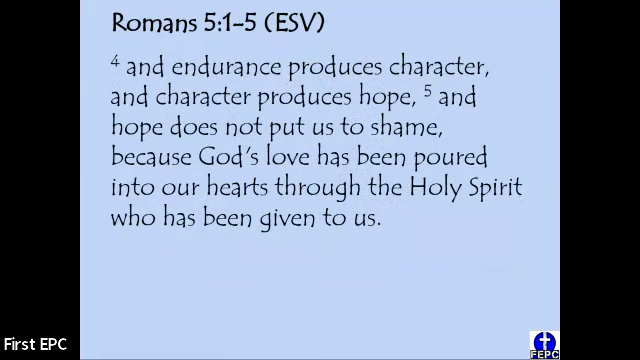 Romans 5:1-5 (ESV)
4 and endurance produces character,
and character produces hope, 5 and
hope does not put us to shame,
because God's love has been poured
into our hearts through the Holy Spirit
who has been given to us.
First EPC
FEPC